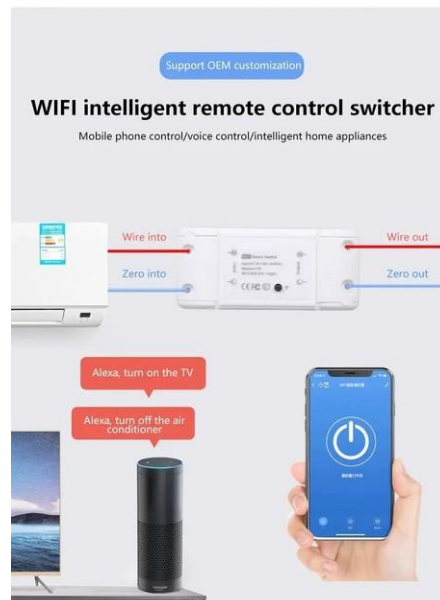 Support OEM customization
WIFI intelligent remote control switcher
Mobile phone control/voice control/intelligent home appliances
Wire into
Wire out
Zero into
Zero out
Alexa, turn on the TV
Alexa, turn off the air
conditioner